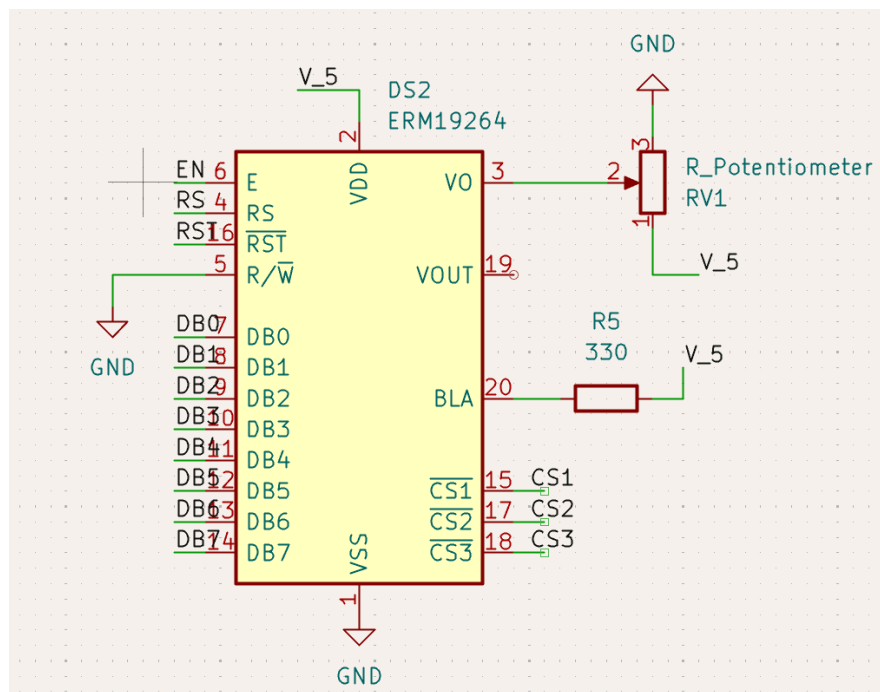 GND
V_5
DS2
ERM19264
2
VDD
3
EN 6 E
VO 3
2
R_Potentiometer
RV1
RS 4 RS
1
RST 16 RST
5 R/W
VOUT 19
V_5
GND
DB0 7 DB0
R5
330
DB1 8 DB1
V_5
DB2 9 DB2
BLA 20
DB3 10 DB3
DB4 11 DB4
DB5 12 DB5
CS1 15 CS1
DB6 13 DB6
CS2 17 CS2
DB7 14 DB7
CS3 18 CS3
VSS
1
GND